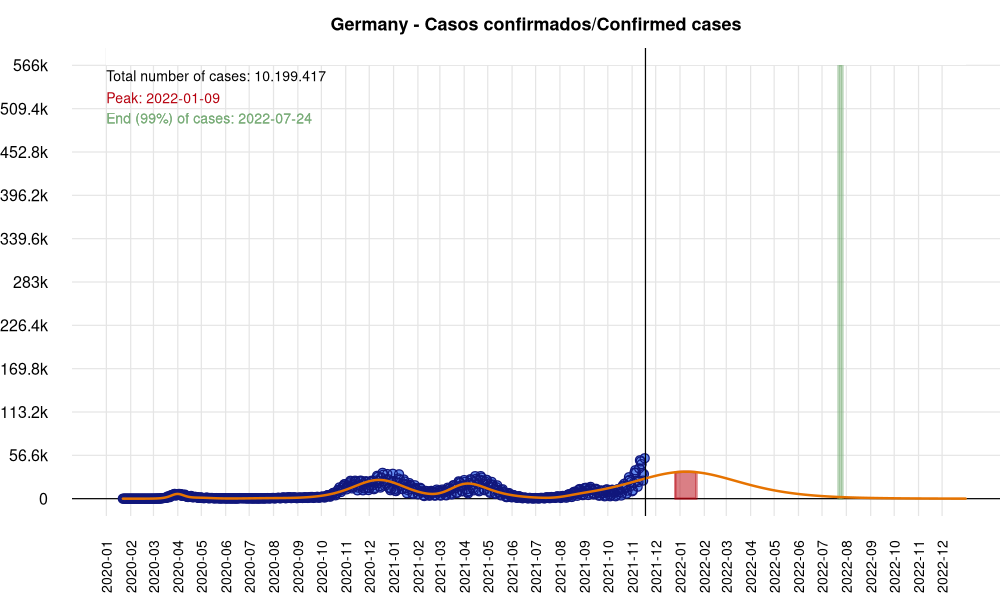 Germany - Casos confirmados/Confirmed cases
Total number of cases: 10.199.417
Peak: 2022-01-09
End (99%) of cases: 2022-07-24
566k
509.4k
452.8k
396.2k
339.6k
283k
226.4k
169.8k
113.2k
56.6k
0
2020-01
2020-02
2020-03
2020-04
2020-05
2020-06
2020-07
2020-08
2020-09
2020-10
2020-11
2020-12
2021-01
2021-02
2021-03
2021-04
2021-05
2021-06
2021-07
2021-08
2021-09
2021-10
2021-11
2021-12
2022-01
2022-02
2022-03
2022-04
2022-05
2022-06
2022-07
2022-08
2022-09
2022-10
2022-11
2022-12